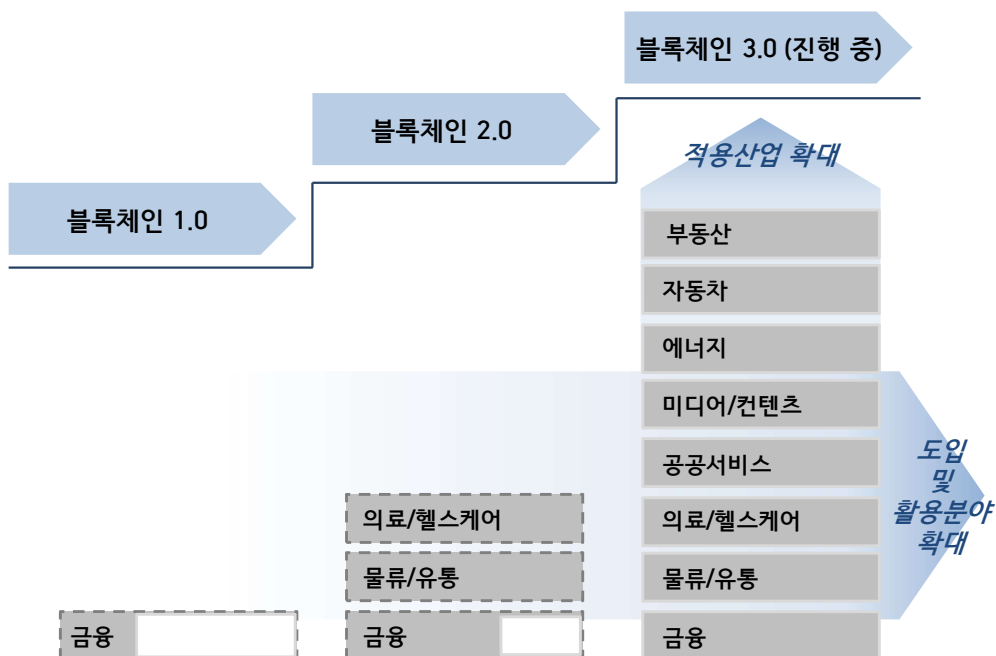 블록체인 3.0 (진행 중)
블록체인 2.0
블록체인 1.0
적용산업 확대
부동산
자동차
에너지
미디어/컨텐츠
공공서비스
의료/헬스케어
물류/유통
금융
의료/헬스케어
물류/유통
금융
금융
도입
및
활용분야
확대